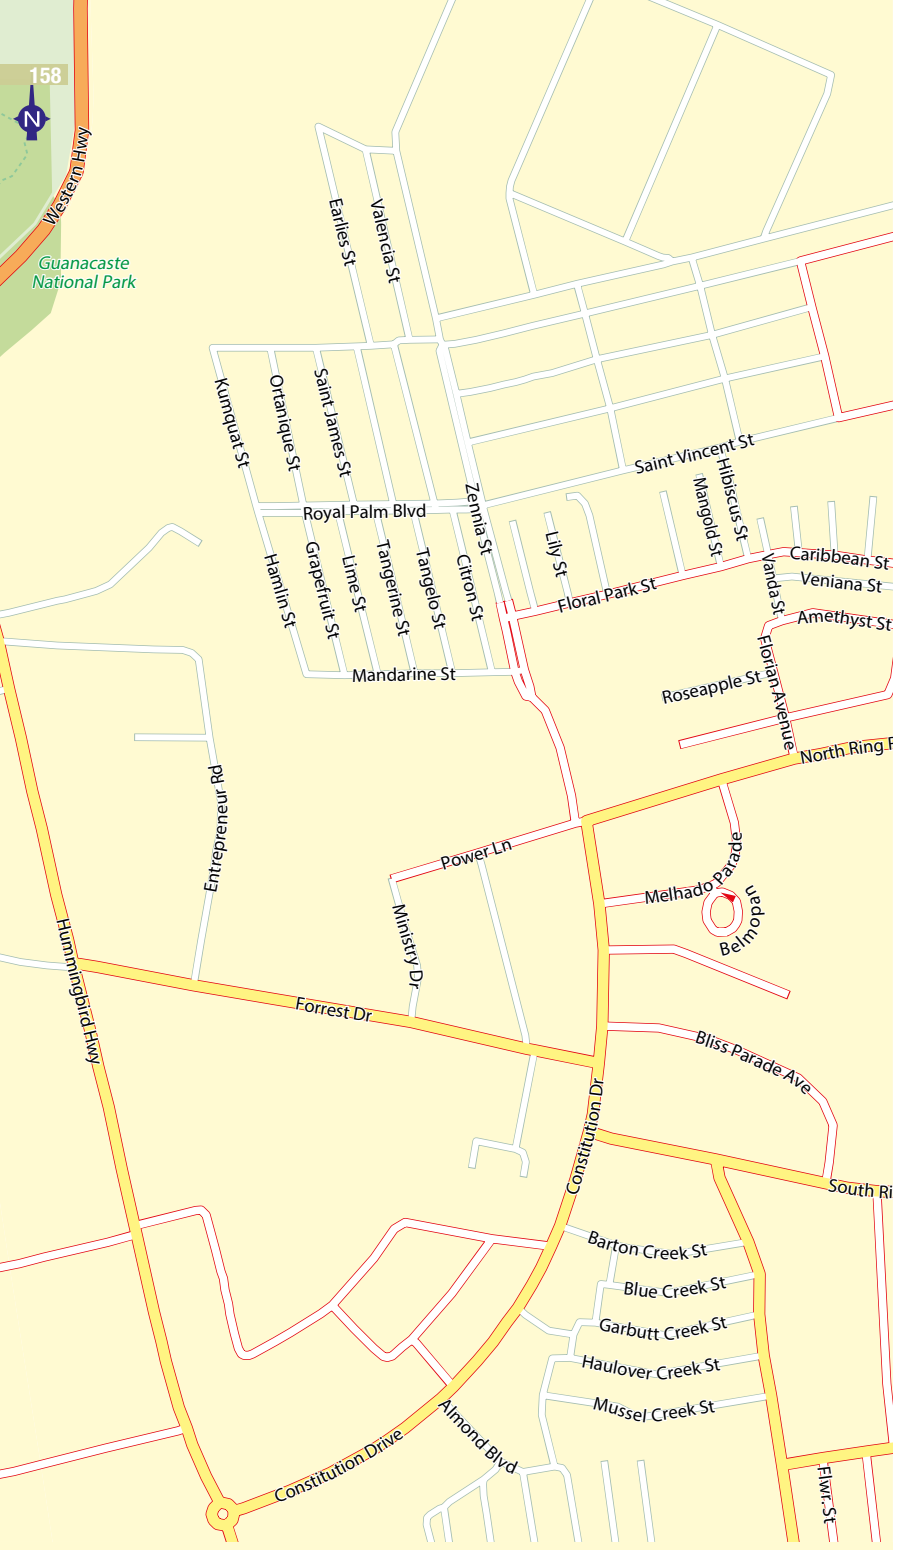 158
N
Western Hwy
Guanacaste
National Park
Earlies St
Valencia St
Kumquat St
Ortanique St
Saint James St
Saint Vincent St
Zennia St
Royal Palm Blvd
Hibiscus St
Mangold St
Lily St
Caribbean St
Veniana St
Vanda St
Floral Park St
Amethyst St
Hamlin St
Grapefruit St
Lime St
Tangerine St
Tangelo St
Citron St
Mandarine St
Florian Avenue
Roseapple St
North Ring R
Entrepreneur Rd
Power Ln
Melhado Parade
Belmopan
Ministry Dr
Hummingbird Hwy
Forrest Dr
Bliss Parade Ave
Constitution Dr
South Ri
Barton Creek St
Blue Creek St
Garbutt Creek St
Haulover Creek St
Mussel Creek St
Almond Blvd
Constitution Drive
Flwr. St